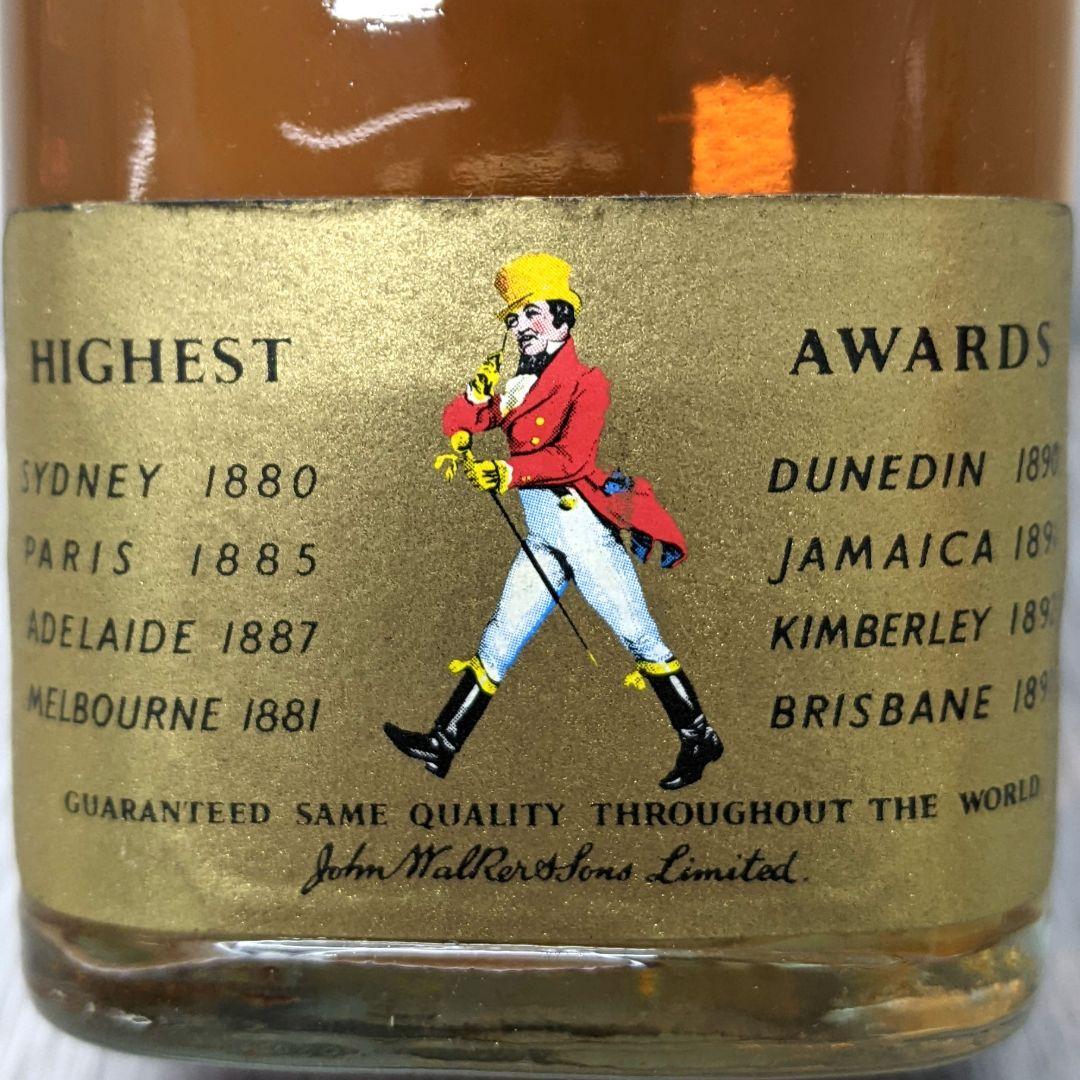 HIGHEST AWARDS
SYDNEY 1880 DUNEDIN 1890
PARIS 1885 JAMAICA
ADELAIDE 1887 KIMBERLEY
MELBOURNE 1881 BRISBANE
GUARANTEED SAME QUALITY THROUGHOUT THE WORLD
John Walker & Sons Limited.